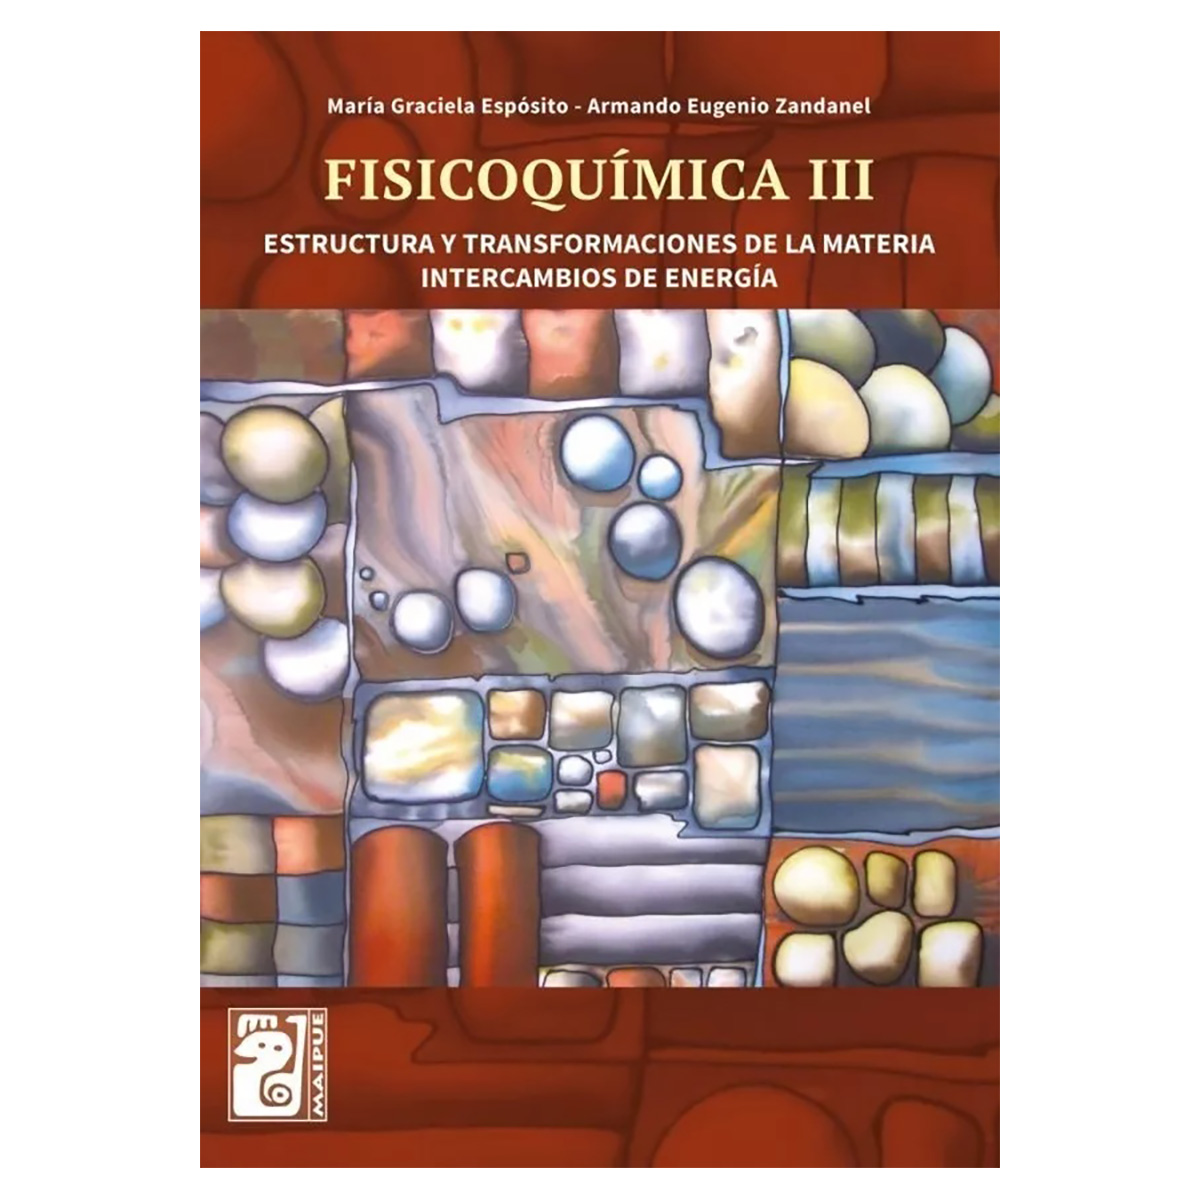 María Graciela Espósito - Armando Eugenio Zandanel
FISICOQUÍMICA III
ESTRUCTURA Y TRANSFORMACIONES DE LA MATERIA
INTERCAMBIOS DE ENERGÍA
MAIPUE